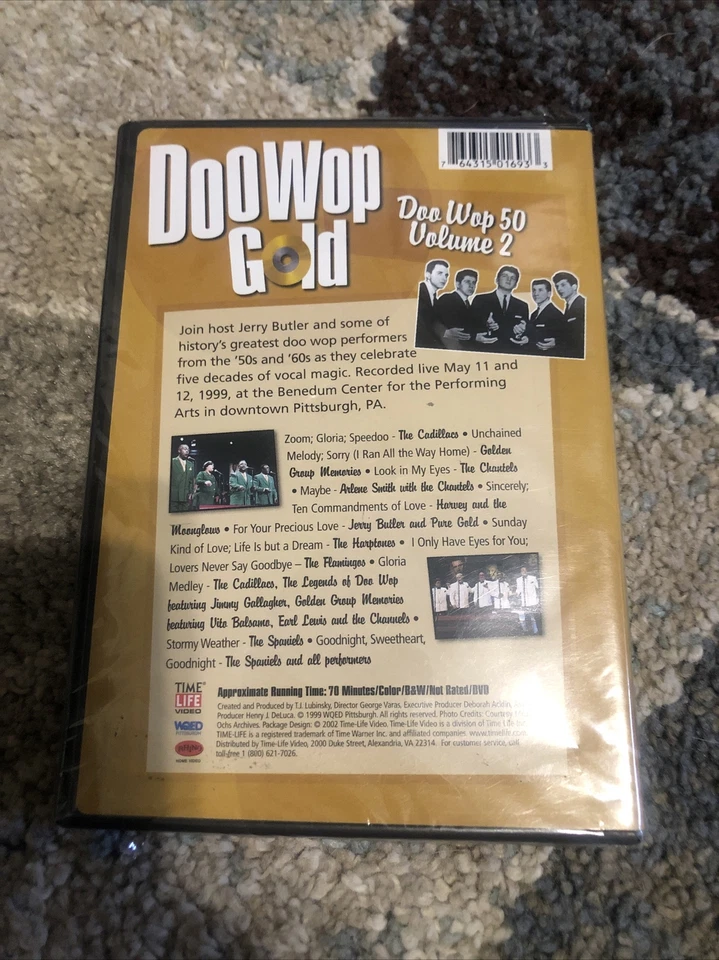 DooWop
Gold
7 64315 01693 3
Doo Wop 50
Volume 2
Join host Jerry Butler and some of
history's greatest doo wop performers
from the '50s and '60s as they celebrate
five decades of vocal magic. Recorded live May 11 and
12, 1999, at the Benedum Center for the Performing
Arts in downtown Pittsburgh, PA.
Zoom; Gloria; Speedoo - The Cadillacs • Unchained
Melody; Sorry (I Ran All the Way Home) - Golden
Group Memories • Look in My Eyes - The Chantels
• Maybe - Arlene Smith with the Chantels • Sincerely;
Ten Commandments of Love - Harvey and the
Moonglows • For Your Precious Love - Jerry Butler and Pure Gold • Sunday
Kind of Love; Life Is but a Dream - The Harptones • I Only Have Eyes for You;
Lovers Never Say Goodbye – The Flamingos • Gloria
Medley - The Cadillacs, The Legends of Doo Wop
featuring Jimmy Gallagher, Golden Group Memories
featuring Vito Balsamo, Earl Lewis and the Channels •
Stormy Weather - The Spaniels • Goodnight, Sweetheart,
Goodnight - The Spaniels and all performers
TIME
LIFE
VIDEO
WQED
PITTSBURGH
rhino
HOME VIDEO
Approximate Running Time: 70 Minutes/Color/B&W/Not Rated/DVD
Created and Produced by T.J. Lubinsky, Director George Varas. Executive Producer Deborah
Producer Henry J. DeLuca. © 1999 WQED Pittsburgh. All rights reserved. Photo Credits: Courtesy
Ochs Archives. Package Design: © 2002 Time-Life Video. Time-Life Video is a division of Time Life Inc.
TIME-LIFE is a registered trademark of Time Warner Inc. and affiliated companies. www.timelife.com
Distributed by Time-Life Video, 2000 Duke Street, Alexandria, VA 22314. For customer service, call
toll-free 1 (800) 621-7026.